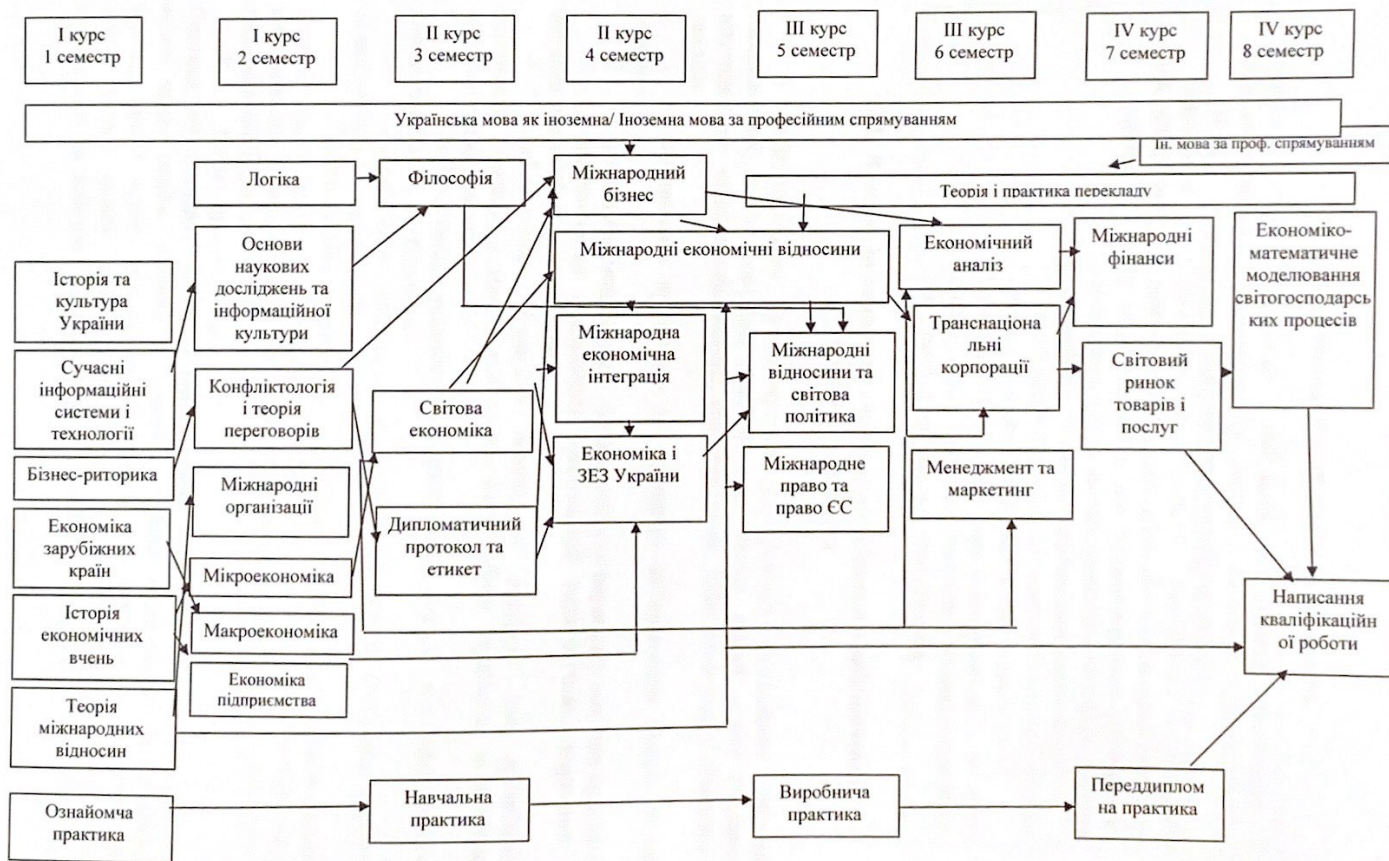 I курс
1 семестр
I курс
2 семестр
II курс
3 семестр
II курс
4 семестр
III курс
5 семестр
III курс
6 семестр
IV курс
7 семестр
IV курс
8 семестр
Українська мова як іноземна/ Іноземна мова за професійним спрямуванням
Ін. мова за проф. спрямуванням
Логіка
Філософія
Міжнародний
бізнес
Теорія і практика перекладу
Історія та
культура
України
Сучасні
інформаційні
системи і
технології
Бізнес-риторика
Економіка
зарубіжних
країн
Історія
економічних
вчень
Теорія
міжнародних
відносин
Ознайомча
практика
Основи
наукових
досліджень та
інформаційної
культури
Конфліктологія
і теорія
переговорів
Міжнародні
організації
Мікроекономіка
Макроекономіка
Економіка
підприємства
Світова
економіка
Дипломатичний
протокол та
етикет
Навчальна
практика
Міжнародні економічні відносини
Міжнародна
економічна
інтеграція
Економіка і
ЗЕЗ України
Міжнародні
відносини та
світова
політика
Міжнародне
право та
право ЄС
Виробнича
практика
Економічний
аналіз
Транснаціона
льні
корпорації
Менеджмент та
маркетинг
Міжнародні
фінанси
Світовий
ринок
товарів і
послуг
Переддиплом
на практика
Економіко-
математичне
моделювання
світогосподарсь
ких процесів
Написання
кваліфікаційн
ої роботи